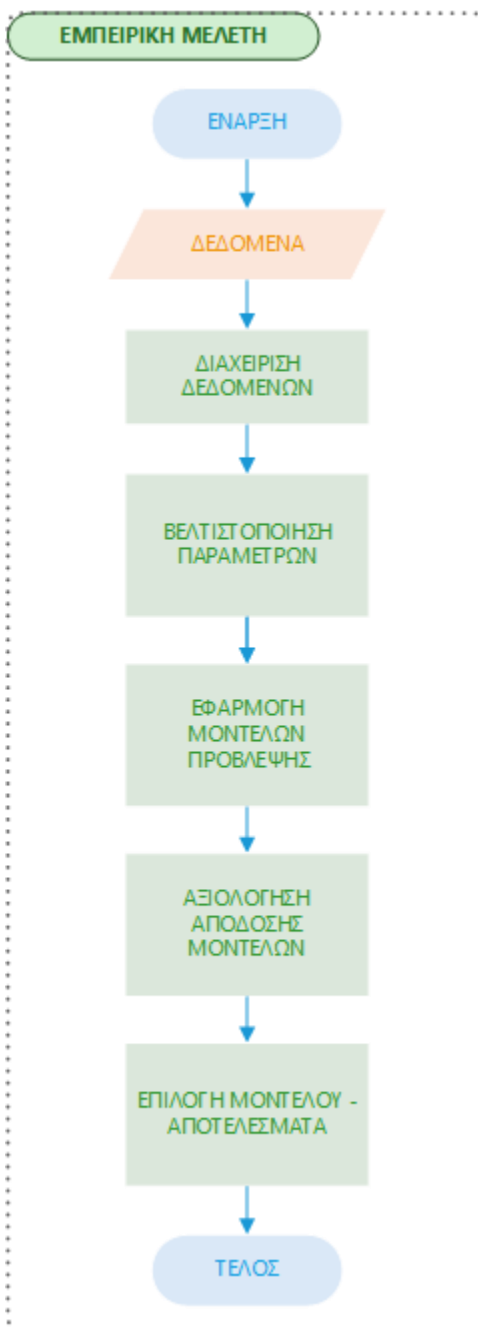 ΕΜΠΕΙΡΙΚΗ ΜΕΛΕΤΗ
ΕΝΑΡΞΗ
ΔΕΔΟΜΕΝΑ
ΔΙΑΧΕΙΡΙΣΗ
ΔΕΔΟΜΕΝΩΝ
ΒΕΛΤΙΣΤΟΠΟΙΗΣΗ
ΠΑΡΑΜΕΤΡΩΝ
ΕΦΑΡΜΟΓΗ
ΜΟΝΤΕΛΩΝ
ΠΡΟΒΛΕΨΗΣ
ΑΞΙΟΛΟΓΗΣΗ
ΑΠΟΔΟΣΗΣ
ΜΟΝΤΕΛΩΝ
ΕΠΙΛΟΓΗ ΜΟΝΤΕΛΟΥ -
ΑΠΟΤΕΛΕΣΜΑΤΑ
ΤΕΛΟΣ